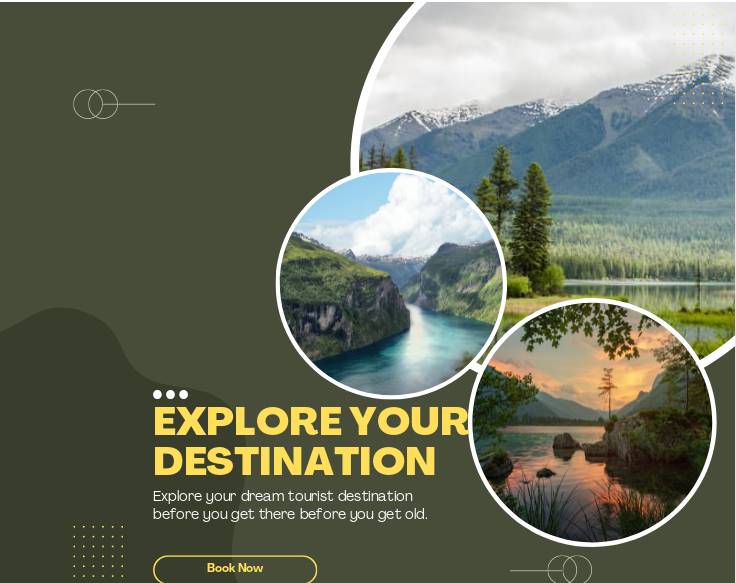 EXPLORE YOUR
DESTINATION
Explore your dream tourist destination
before you get there before you get old.
Book Now